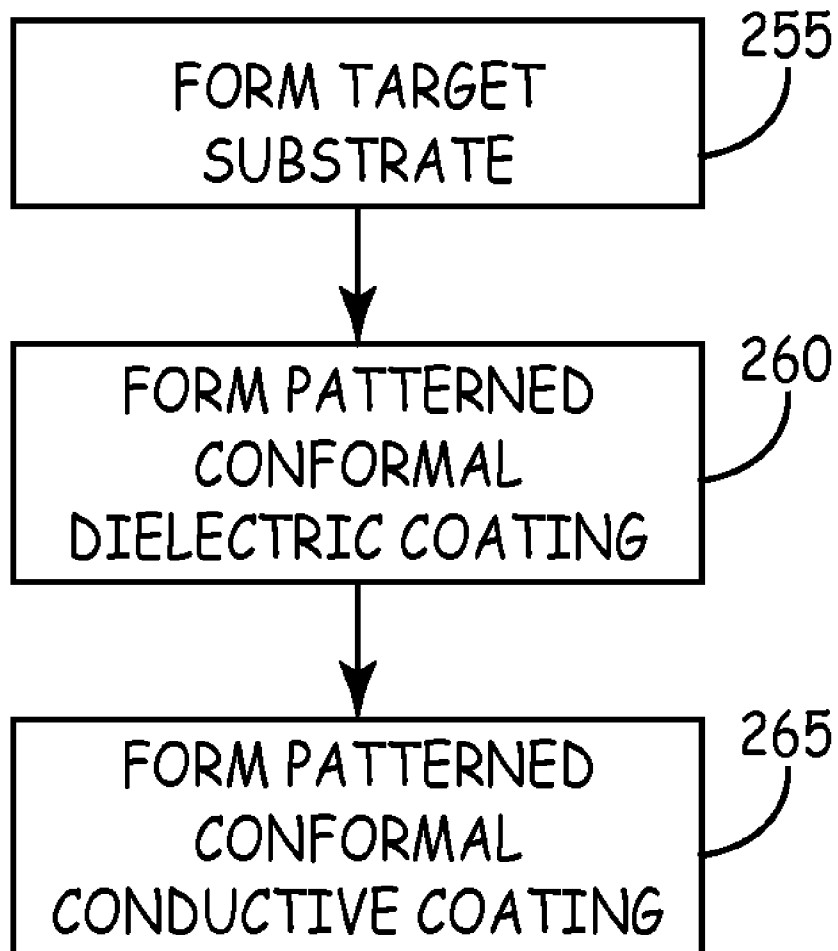 255
FORM TARGET
SUBSTRATE
260
FORM PATTERNED
CONFORMAL
DIELECTRIC COATING
265
FORM PATTERNED
CONFORMAL
CONDUCTIVE COATING